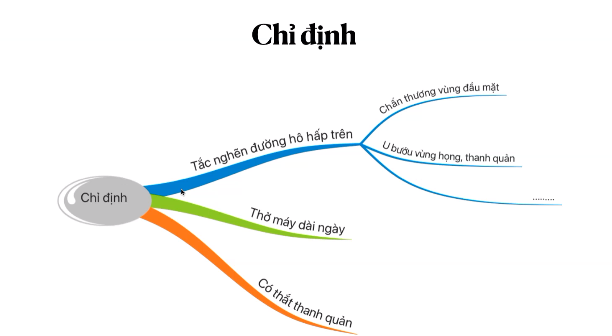 Chỉ định
Chấn thương vùng đầu mặt
Tắc nghẽn đường hô hấp trên
U bướu vùng họng, thanh quản
.........
Chỉ định
Thở máy dài ngày
Có thắt thanh quản